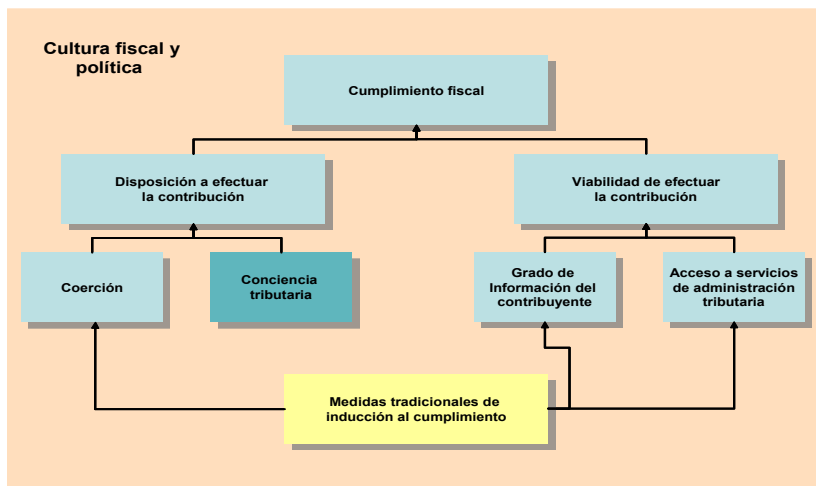 Cultura fiscal y
política
Cumplimiento fiscal
Disposición a efectuar
la contribución
Viabilidad de efectuar
la contribución
Coerción
Conciencia
tributaria
Grado de
Información del
contribuyente
Acceso a servicios
de administración
tributaria
Medidas tradicionales de
inducción al cumplimiento